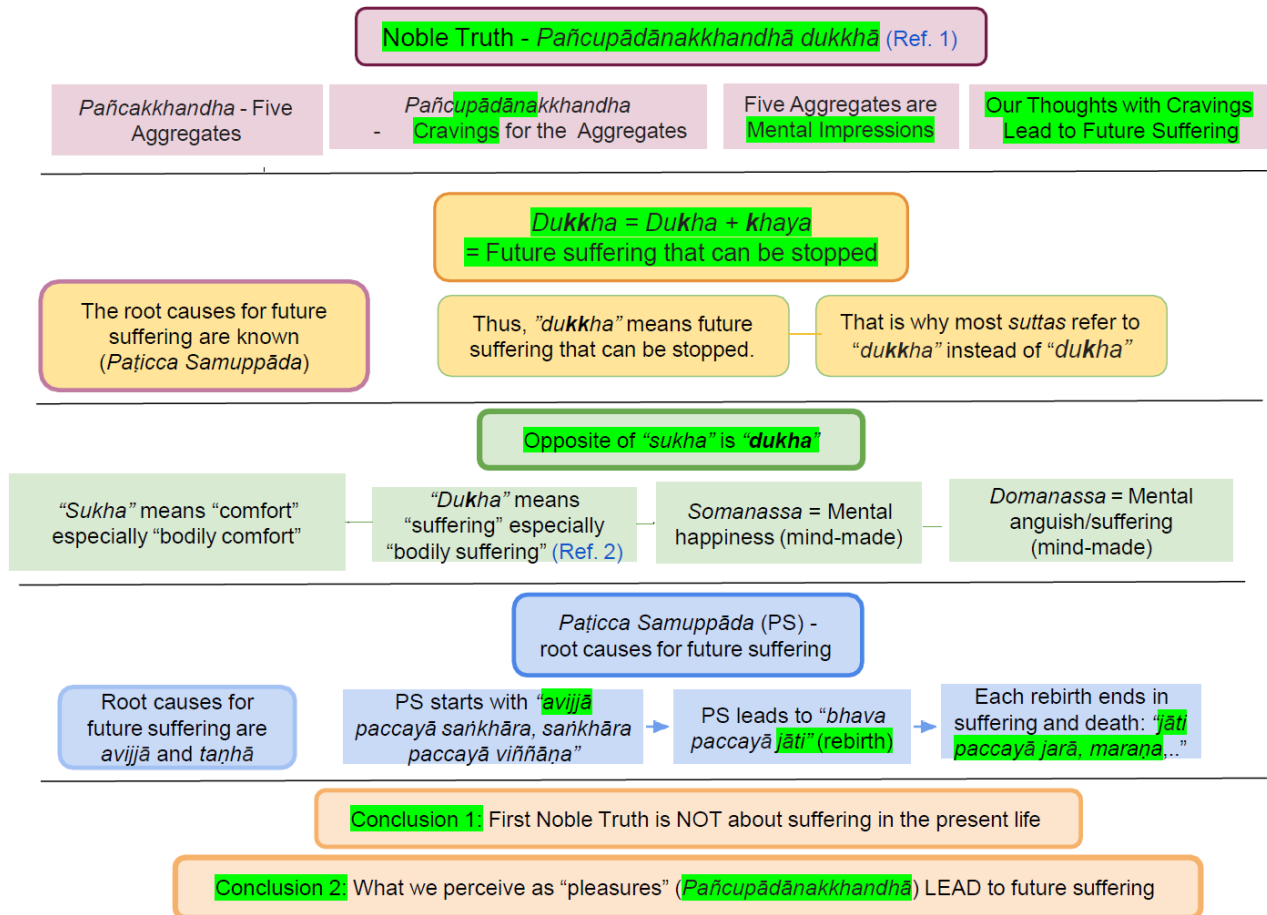 Noble Truth - Pañcupādānakkhandhā dukkhā (Ref. 1)
Pañcakkhandha - Five
Aggregates
Pañcupādānakkhandha
- Cravings for the Aggregates
Five Aggregates are
Mental Impressions
Our Thoughts with Cravings
Lead to Future Suffering
Dukkha = Dukha + khaya
= Future suffering that can be stopped
The root causes for future
suffering are known
(Paṭicca Samuppāda)
Thus, "dukkha" means future
suffering that can be stopped.
That is why most suttas refer to
“dukkha” instead of “dukha”
Opposite of “sukha” is “dukha”
“Sukha” means “comfort”
especially “bodily comfort”
“Dukha” means
“suffering” especially
“bodily suffering” (Ref. 2)
Somanassa = Mental
happiness (mind-made)
Domanassa = Mental
anguish/suffering
(mind-made)
Paṭicca Samuppāda (PS) -
root causes for future suffering
Root causes for
future suffering are
avijjā and taṇhā
PS starts with “avijjā
paccayā saṅkhāra, saṅkhāra
paccayā viññāṇa”
PS leads to “bhava
paccayā jāti” (rebirth)
Each rebirth ends in
suffering and death: “jāti
paccayā jarā, maraṇa,..”
Conclusion 1: First Noble Truth is NOT about suffering in the present life
Conclusion 2: What we perceive as “pleasures” (Pañcupādānakkhandhā) LEAD to future suffering